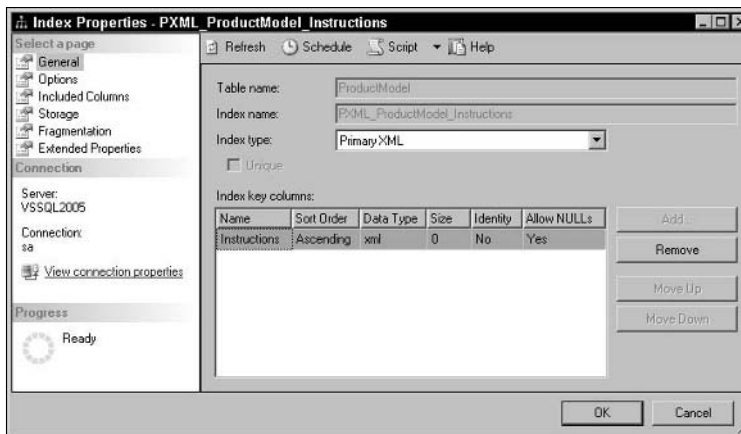 Index Properties - PXML_ProductModel_Instructions
Select a page
General
Options
Included Columns
Storage
Fragmentation
Extended Properties
Connection
Server:
VSSQL2005
Connection:
sa
View connection properties
Progress
Ready
Refresh Schedule Script Help
Table name: ProductModel
Index name: PXML_ProductModel_Instructions
Index type: Primary XML
Unique
Index key columns:
Name Sort Order Data Type Size Identity Allow NULLs
Instructions Ascending xml 0 No Yes
Add...
Remove
Move Up
Move Down
OK Cancel